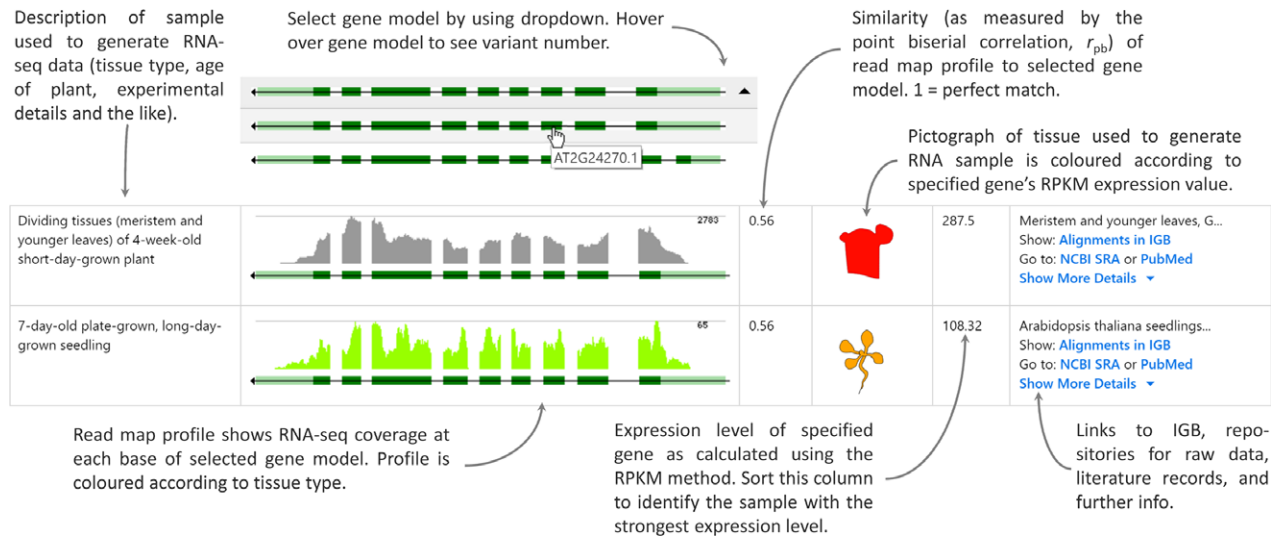 Description of sample
used to generate RNA-
seq data (tissue type, age
of plant, experimental
details and the like).
Select gene model by using dropdown. Hover
over gene model to see variant number.
Similarity (as measured by the
point biserial correlation, rpb) of
read map profile to selected gene
model. 1 = perfect match.
AT2G24270.1
Pictograph of tissue used to generate
RNA sample is coloured according to
specified gene’s RPKM expression value.
Dividing tissues (meristem and
younger leaves) of 4-week-old
short-day-grown plant
2783
0.56
287.5
Meristem and younger leaves, G...
Show: Alignments in IGB
Go to: NCBI SRA or PubMed
Show More Details
7-day-old plate-grown, long-day-
grown seedling
65
0.56
108.32
Arabidopsis thaliana seedlings...
Show: Alignments in IGB
Go to: NCBI SRA or PubMed
Show More Details
Read map profile shows RNA-seq coverage at
each base of selected gene model. Profile is
coloured according to tissue type.
Expression level of specified
gene as calculated using the
RPKM method. Sort this column
to identify the sample with the
strongest expression level.
Links to IGB, repo-
sitories for raw data,
literature records, and
further info.